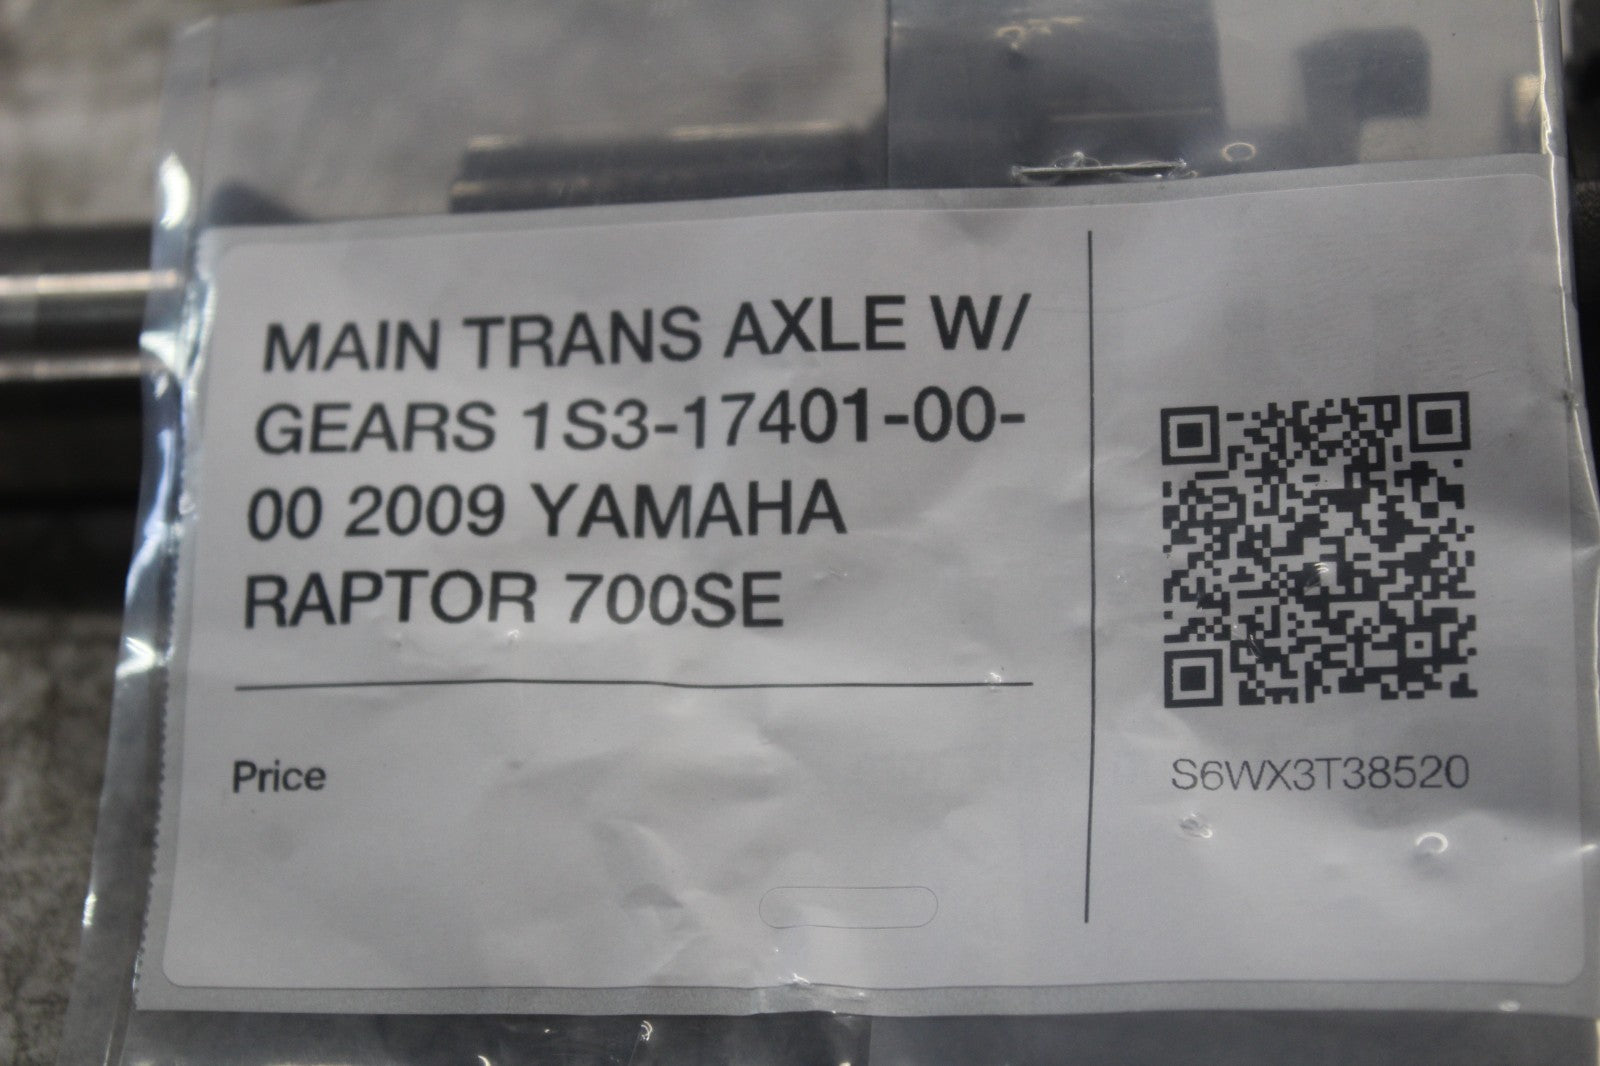 MAIN TRANS AXLE W/
GEARS 1S3-17401-00-
00 2009 YAMAHA
RAPTOR 700SE
Price
S6WX3T38520